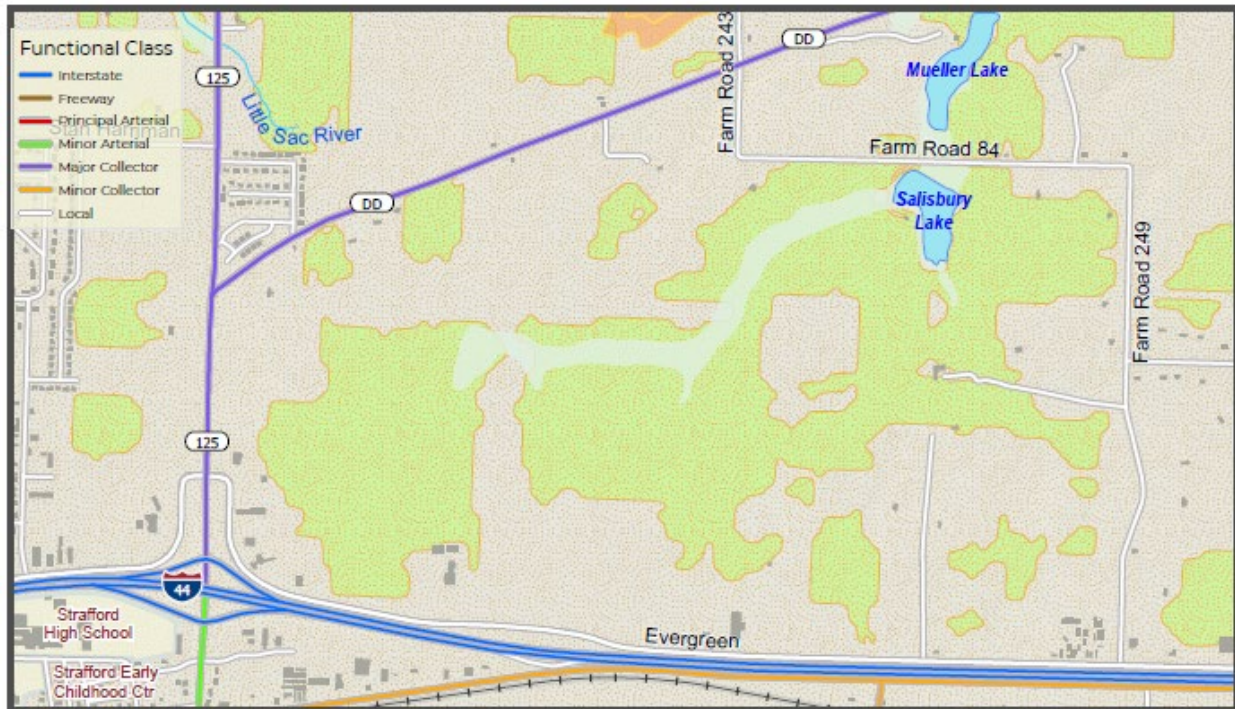 Functional Class
Interstate
Freeway
Principal Arterial
Stan Harriman
Minor Arterial
Major Collector
Minor Collector
Local
125
Little Sac River
DD
Farm Road 243
DD
Mueller Lake
Farm Road 84
Salisbury
Lake
Farm Road 249
125
44
Strafford
High School
Strafford Early
Childhood Ctr
Evergreen